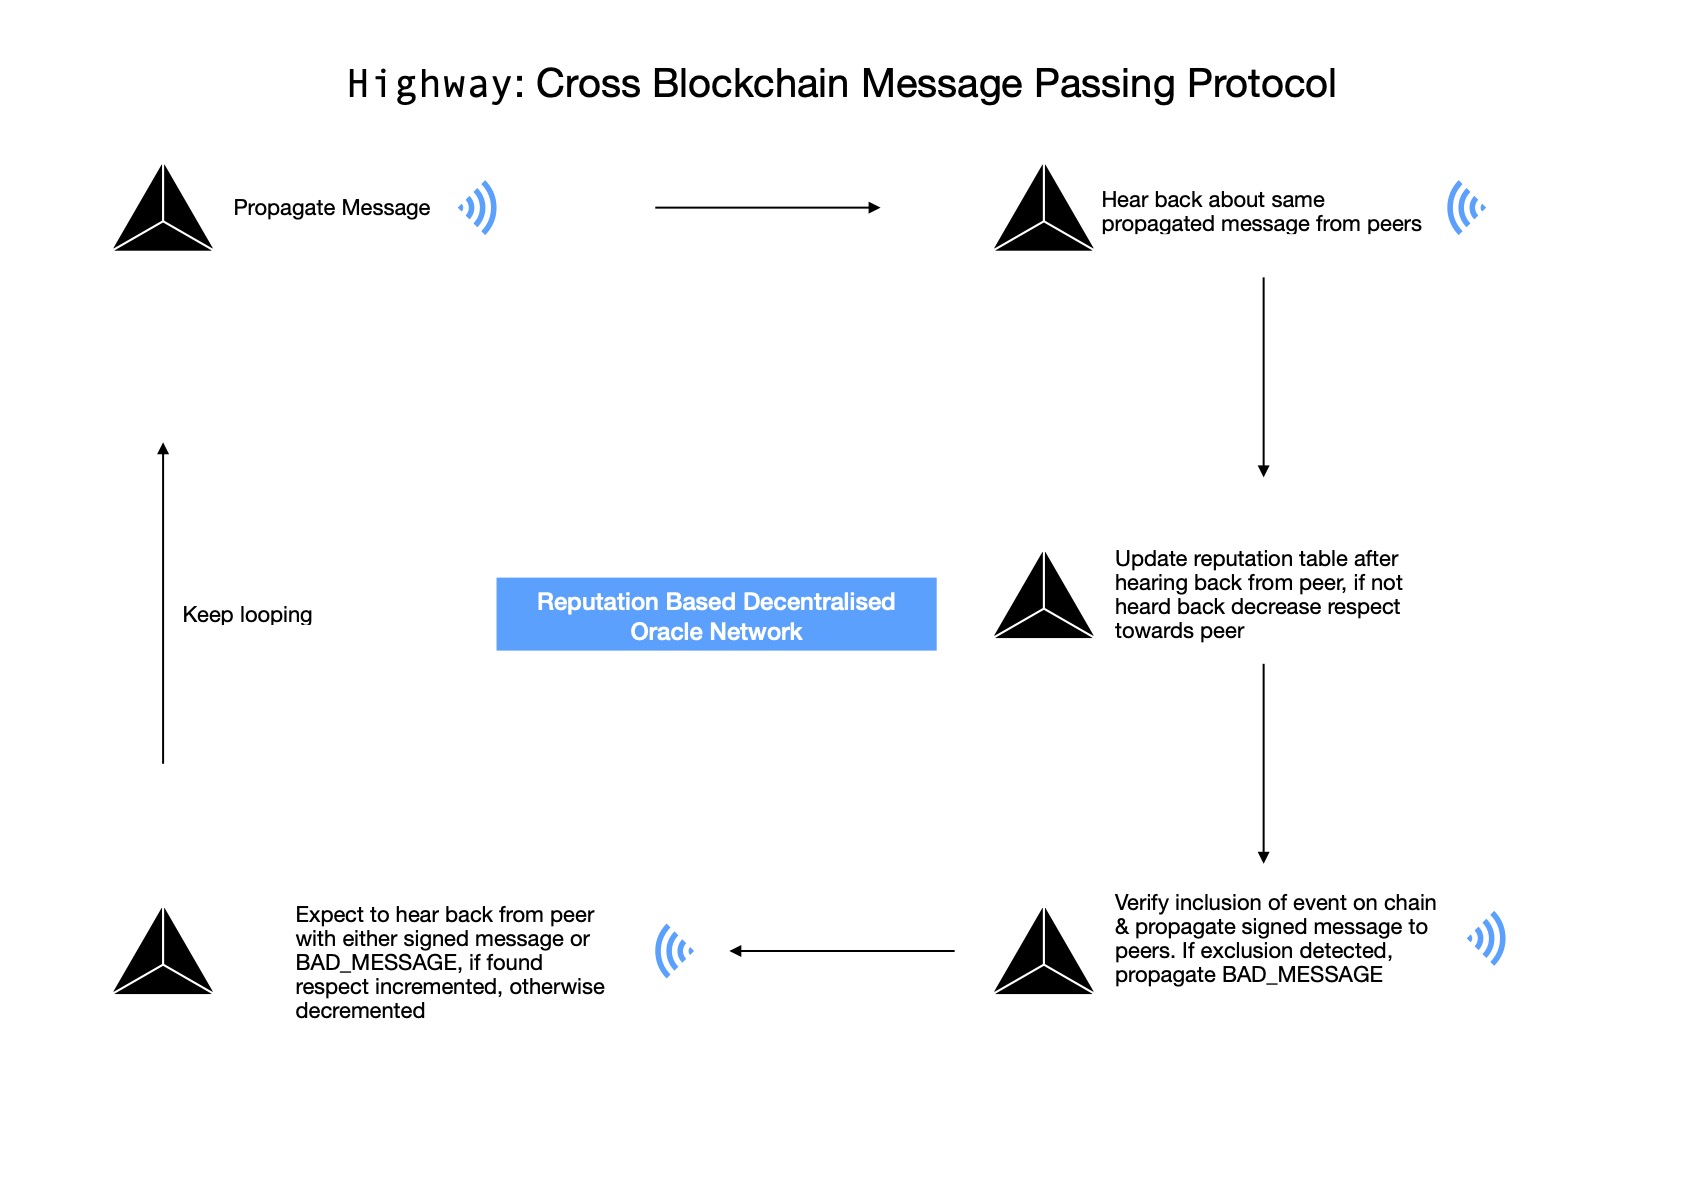 Highway: Cross Blockchain Message Passing Protocol
Propagate Message
Hear back about same
propagated message from peers
Update reputation table after
hearing back from peer, if not
heard back decrease respect
towards peer
Keep looping
Reputation Based Decentralised
Oracle Network
Verify inclusion of event on chain
& propagate signed message to
peers. If exclusion detected,
propagate BAD_MESSAGE
Expect to hear back from peer
with either signed message or
BAD_MESSAGE, if found
respect incremented, otherwise
decremented